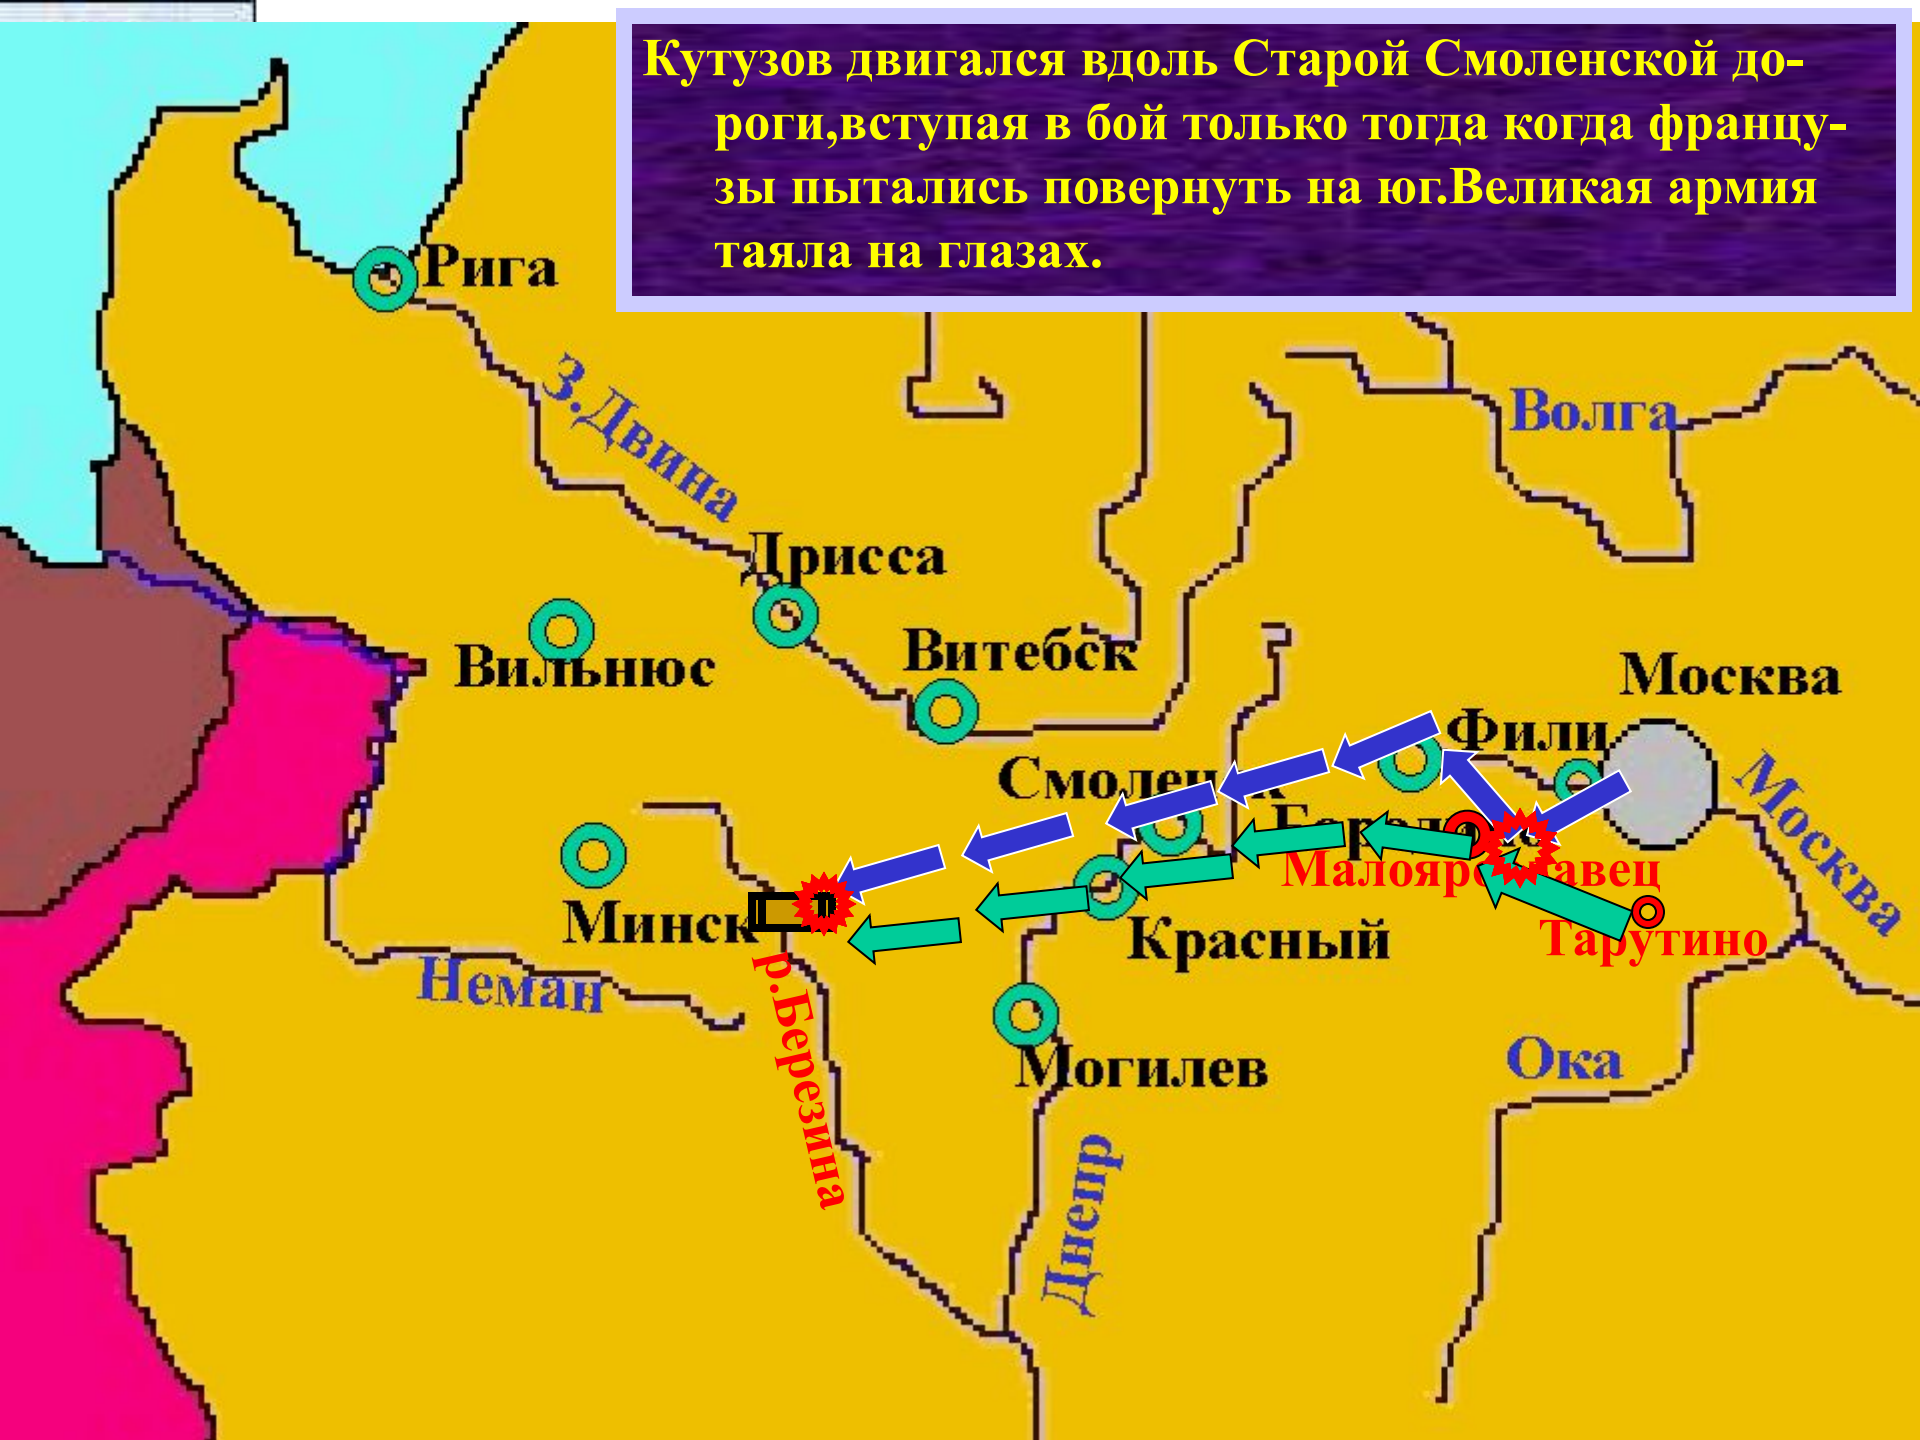 Кутузов двигался вдоль Старой Смоленской до-
роги,вступая в бой только тогда когда францу-
зы пытались повернуть на юг.Великая армия
таяла на глазах.
Рига
З.Двина
Волга
Дрисса
Витебск
Вильнюс
Москва
Фили
Москва
Малоярославец
Тарутино
Минск
Красный
Неман
р.Березина
Могилев
Ока
Днепр